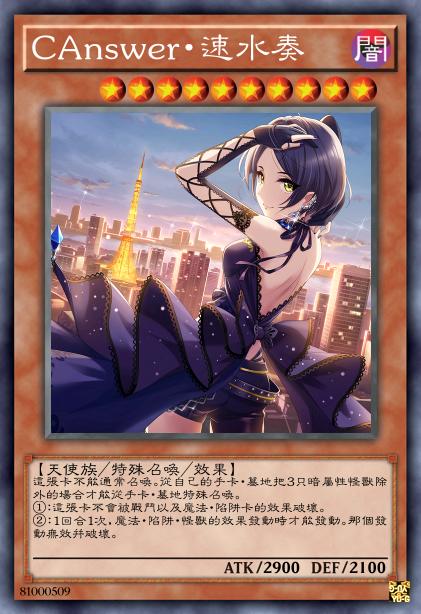 CAnswer・速水奏
闇
【天使族/特殊召喚/效果】
這張卡不能通常召喚。從自己的手卡·墓地把3只暗屬性怪獸除
外的場合才能從手卡·墓地特殊召喚。
①:這張卡不會被戰鬥以及魔法·陷阱卡的效果破壞。
②:1回合1次,魔法·陷阱·怪獸的效果發動時才能發動。那個發
動無效并破壞。
ATK/2900 DEF/2100
81000509